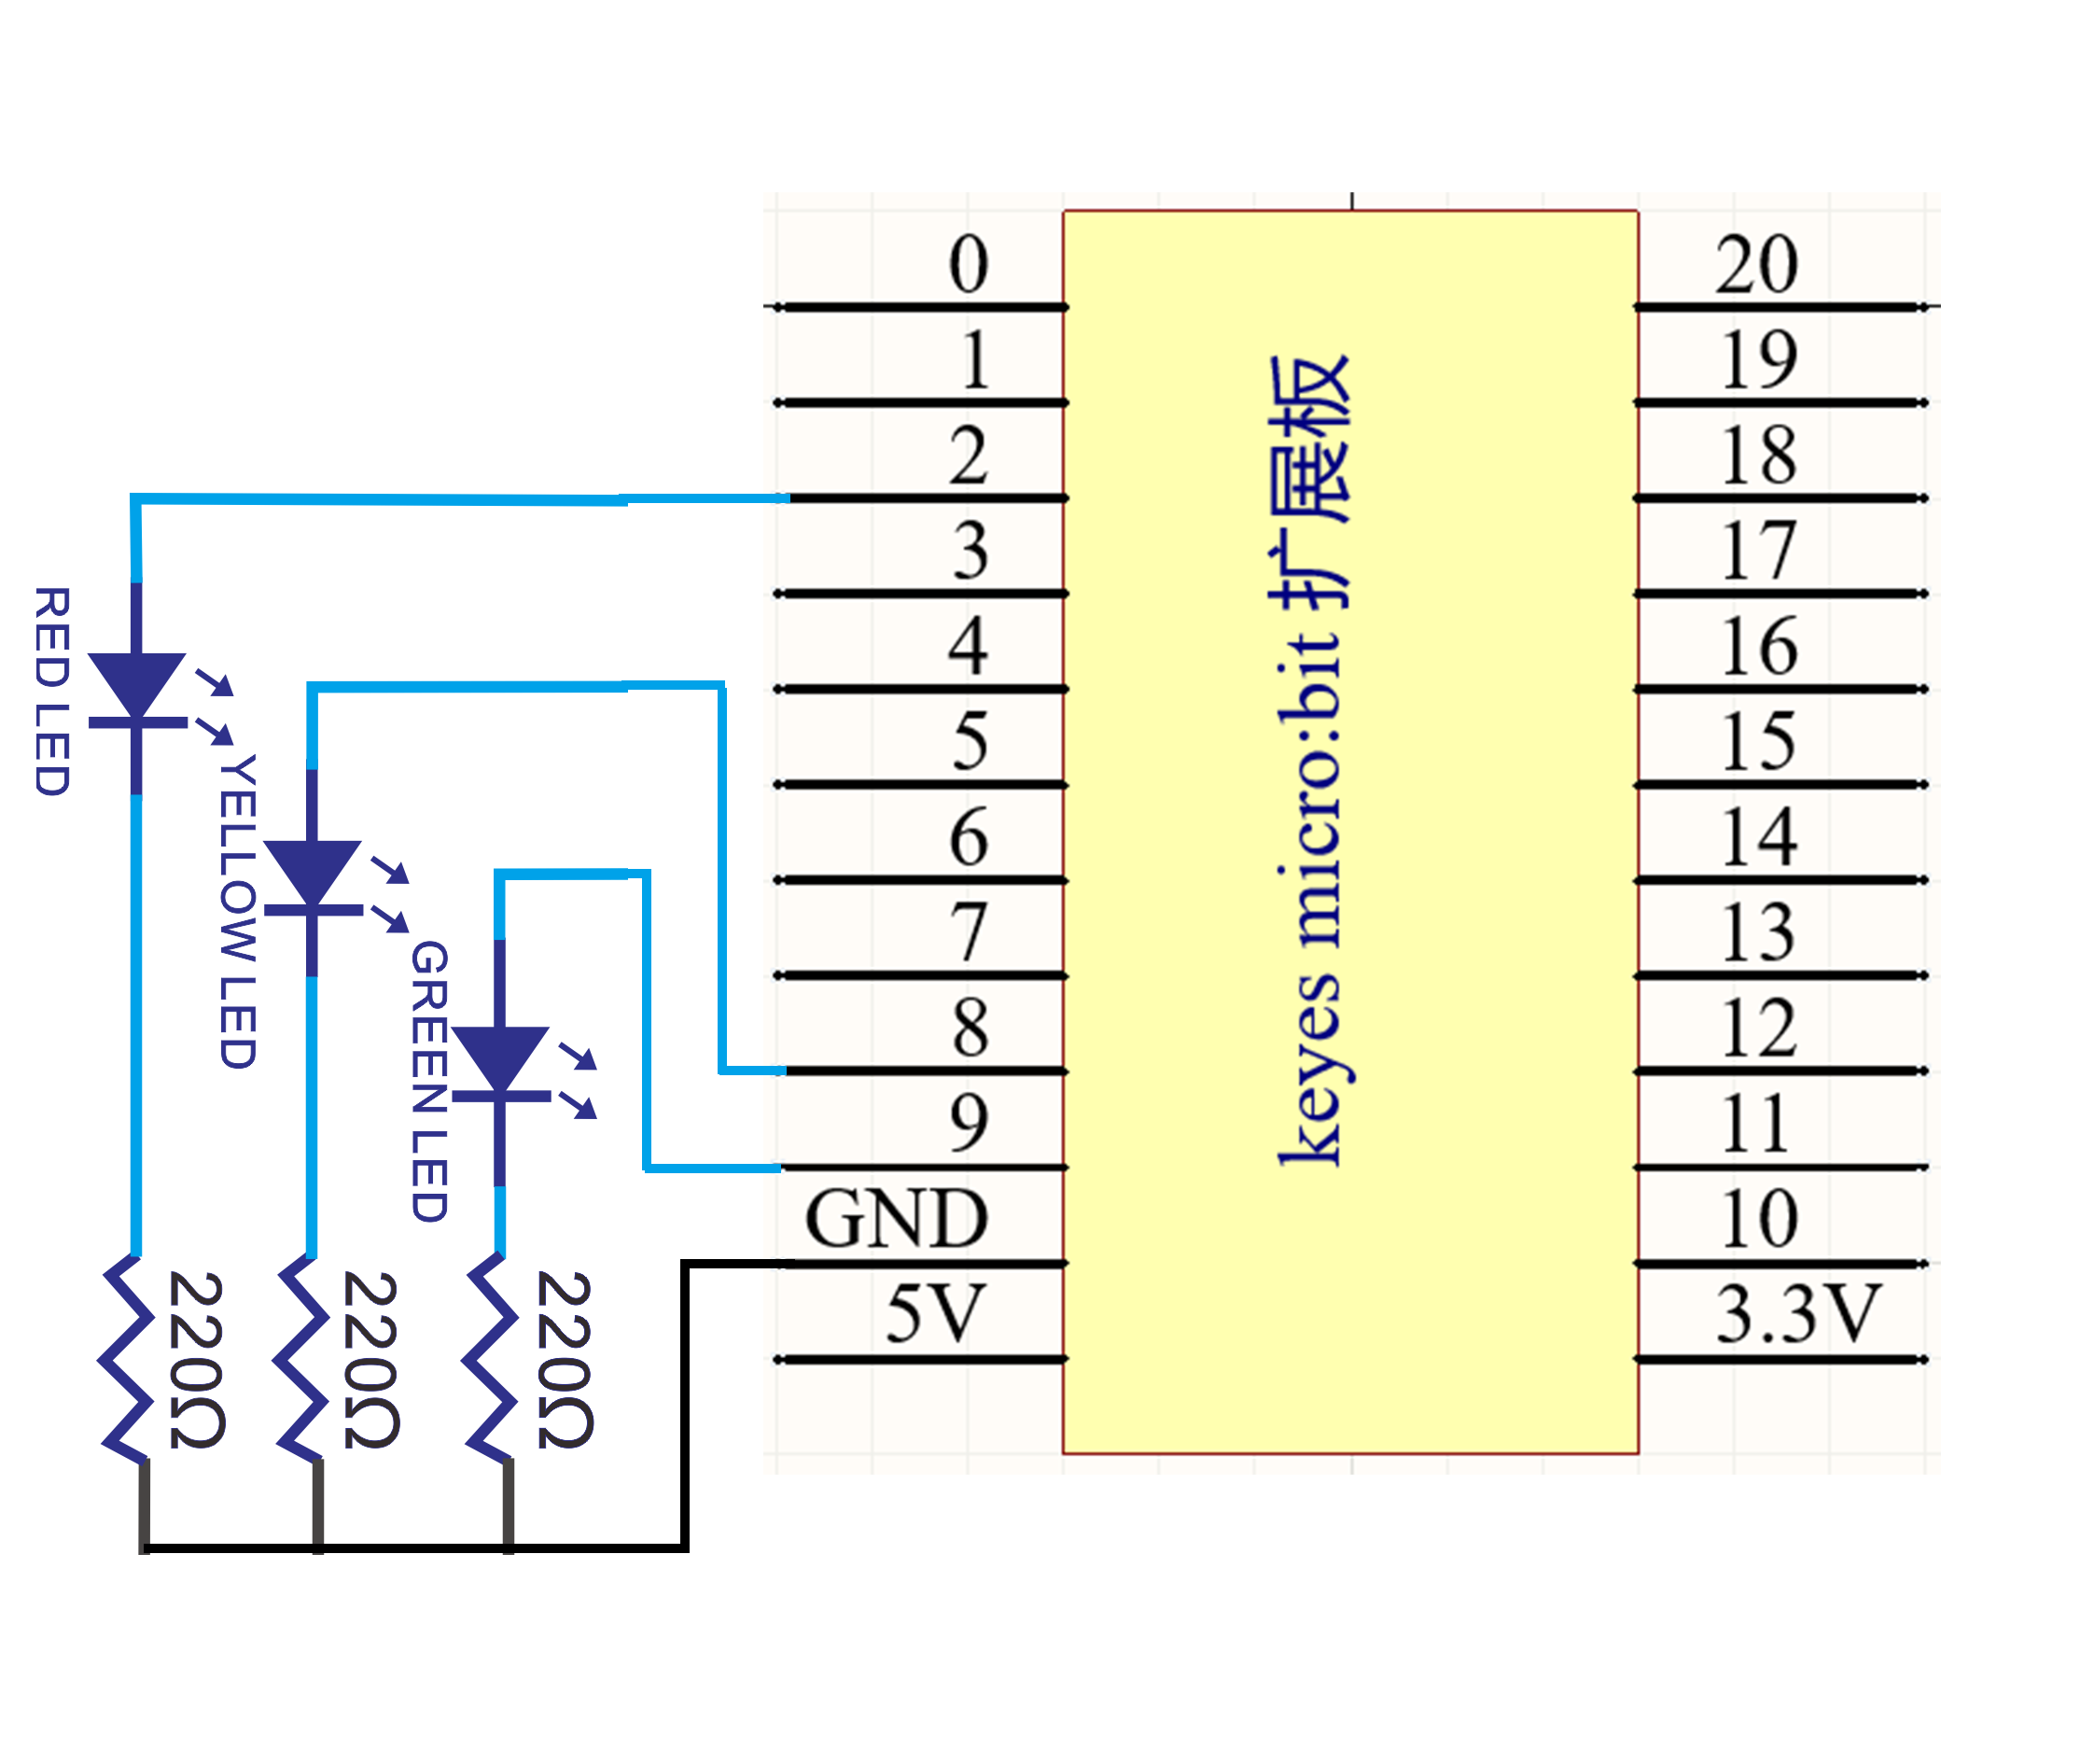 RED LED
YELLOW LED
GREEN LED
220Ω
220Ω
220Ω
0
1
2
3
4
5
6
7
8
9
GND
5V
keyes micro:bit 扩展板
20
19
18
17
16
15
14
13
12
11
10
3.3V